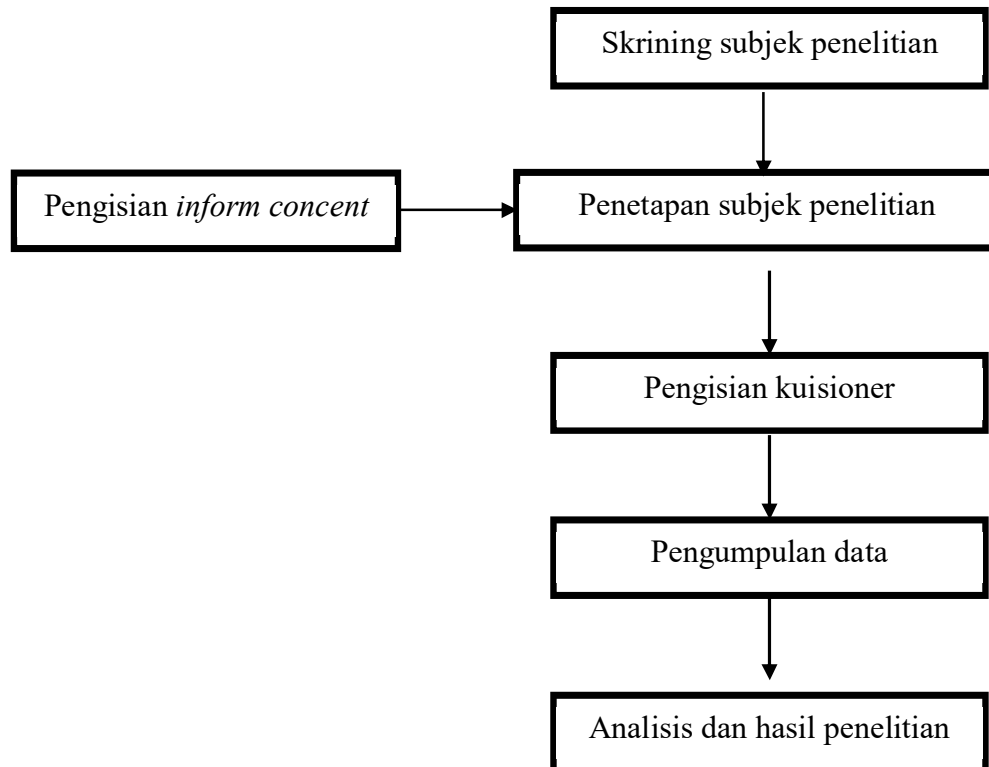 Skrining subjek penelitian
Pengisian inform concent
Penetapan subjek penelitian
Pengisian kuisioner
Pengumpulan data
Analisis dan hasil penelitian